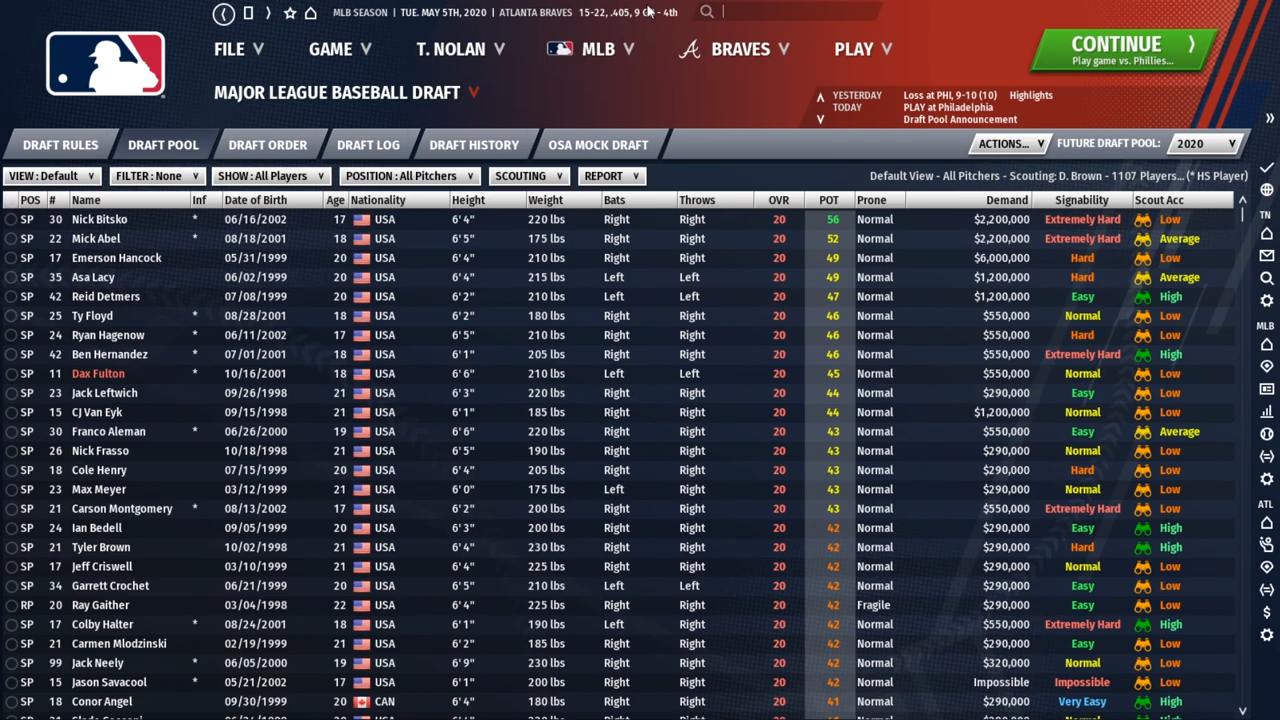 MLB SEASON | TUE. MAY 5TH, 2020 | ATLANTA BRAVES 15-22, .405, 9 - 4th
FILE GAME T. NOLAN MLB BRAVES PLAY
CONTINUE
Play game vs. Phillies...
MAJOR LEAGUE BASEBALL DRAFT
YESTERDAY Loss at PHI, 9-10 (10) Highlights
TODAY PLAY at Philadelphia
Draft Pool Announcement
DRAFT RULES DRAFT POOL DRAFT ORDER DRAFT LOG DRAFT HISTORY OSA MOCK DRAFT ACTIONS... FUTURE DRAFT POOL: 2020
VIEW : Default FILTER : None SHOW : All Players POSITION : All Pitchers SCOUTING REPORT Default View - All Pitchers - Scouting: D. Brown - 1107 Players... (* HS Player)
POS # Name Inf Date of Birth Age Nationality Height Weight Bats Throws OVR POT Prone Demand Signability Scout Acc
SP 30 Nick Bitsko * 06/16/2002 17 USA 6' 4" 220 lbs Right Right 20 56 Normal $2,200,000 Extremely Hard Low
SP 22 Mick Abel * 08/18/2001 18 USA 6' 5" 175 lbs Right Right 20 52 Normal $2,200,000 Extremely Hard Average
SP 17 Emerson Hancock 05/31/1999 20 USA 6' 4" 210 lbs Right Right 20 49 Normal $6,000,000 Hard Low
SP 35 Asa Lacy 06/02/1999 20 USA 6' 4" 215 lbs Left Left 20 49 Normal $1,200,000 Hard Average
SP 42 Reid Detmers 07/08/1999 20 USA 6' 2" 210 lbs Left Left 20 47 Normal $1,200,000 Easy High
SP 25 Ty Floyd * 08/28/2001 18 USA 6' 2" 180 lbs Right Right 20 46 Normal $550,000 Normal Low
SP 24 Ryan Hagenow * 06/11/2002 17 USA 6' 5" 210 lbs Right Right 20 46 Normal $550,000 Hard Low
SP 42 Ben Hernandez * 07/01/2001 18 USA 6' 1" 205 lbs Right Right 20 46 Normal $550,000 Extremely Hard High
SP 11 Dax Fulton * 10/16/2001 18 USA 6' 6" 210 lbs Left Left 20 45 Normal $550,000 Normal Low
SP 23 Jack Leftwich 09/26/1998 21 USA 6' 3" 220 lbs Right Right 20 44 Normal $290,000 Easy Low
SP 15 CJ Van Eyk 09/15/1998 21 USA 6' 1" 185 lbs Right Right 20 44 Normal $1,200,000 Normal Low
SP 30 Franco Aleman * 06/26/2000 19 USA 6' 6" 220 lbs Right Right 20 43 Normal $550,000 Easy Average
SP 26 Nick Frasso 10/18/1998 21 USA 6' 5" 200 lbs Right Right 20 43 Normal $290,000 Normal Low
SP 18 Cole Henry 07/15/1999 20 USA 6' 4" 205 lbs Right Right 20 43 Normal $290,000 Hard Low
SP 23 Max Meyer 03/12/1999 21 USA 6' 0" 175 lbs Left Right 20 43 Normal $290,000 Normal Low
SP 21 Carson Montgomery * 08/13/2002 17 USA 6' 2" 200 lbs Right Right 20 43 Normal $550,000 Extremely Hard Low
SP 24 Ian Bedell 09/05/1999 20 USA 6' 3" 200 lbs Right Right 20 42 Normal $290,000 Easy High
SP 21 Tyler Brown 10/02/1998 21 USA 6' 4" 230 lbs Right Right 20 42 Normal $290,000 Hard High
SP 17 Jeff Criswell 03/10/1999 21 USA 6' 4" 225 lbs Right Right 20 42 Normal $290,000 Normal Low
SP 34 Garrett Crochet 06/21/1999 20 USA 6' 5" 210 lbs Left Left 20 42 Normal $290,000 Easy Low
RP 20 Ray Gaither 03/04/1998 22 USA 6' 4" 225 lbs Right Right 20 42 Fragile $290,000 Easy Low
SP 17 Colby Halter * 08/24/2001 18 USA 6' 1" 190 lbs Left Right 20 42 Normal $550,000 Extremely Hard High
SP 21 Carmen Mlodzinski 02/19/1999 21 USA 6' 2" 185 lbs Right Right 20 42 Normal $290,000 Easy Low
SP 99 Jack Neely * 06/05/2000 19 USA 6' 9" 230 lbs Right Right 20 42 Normal $320,000 Normal Low
SP 15 Jason Savacool * 05/21/2002 17 USA 6' 1" 210 lbs Right Right 20 42 Normal Impossible Impossible Low
SP 18 Conor Angel 09/30/1999 20 CAN 6' 4" 180 lbs Right Right 20 41 Normal $290,000 Very Easy High
TN
MLB
ATL